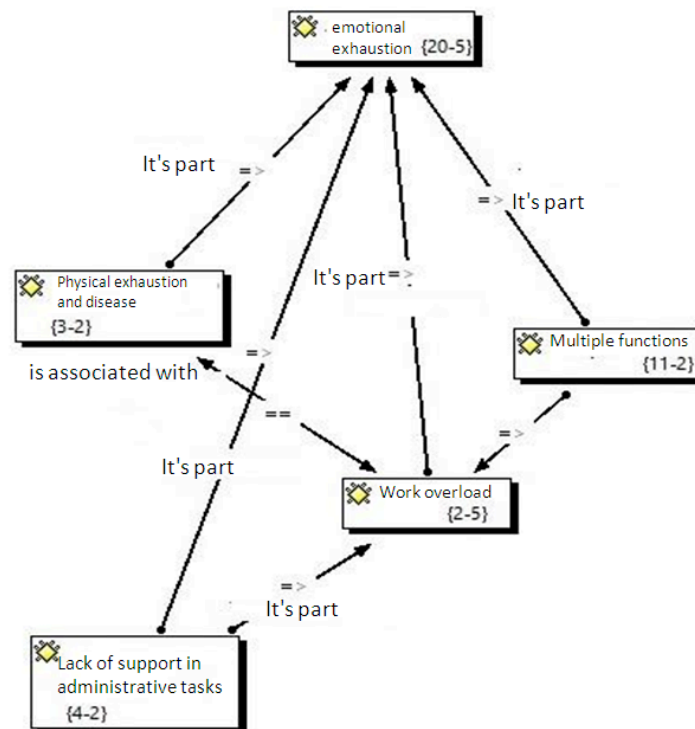 emotional
exhaustion {20-5}
It's part
=>
=> It's part
It's part =>
Physical exhaustion
and disease
{3-2}
Multiple functions
{11-2}
=>
is associated with
==
=>
It's part
Work overload
{2-5}
=>
It's part
Lack of support in
administrative tasks
{4-2}